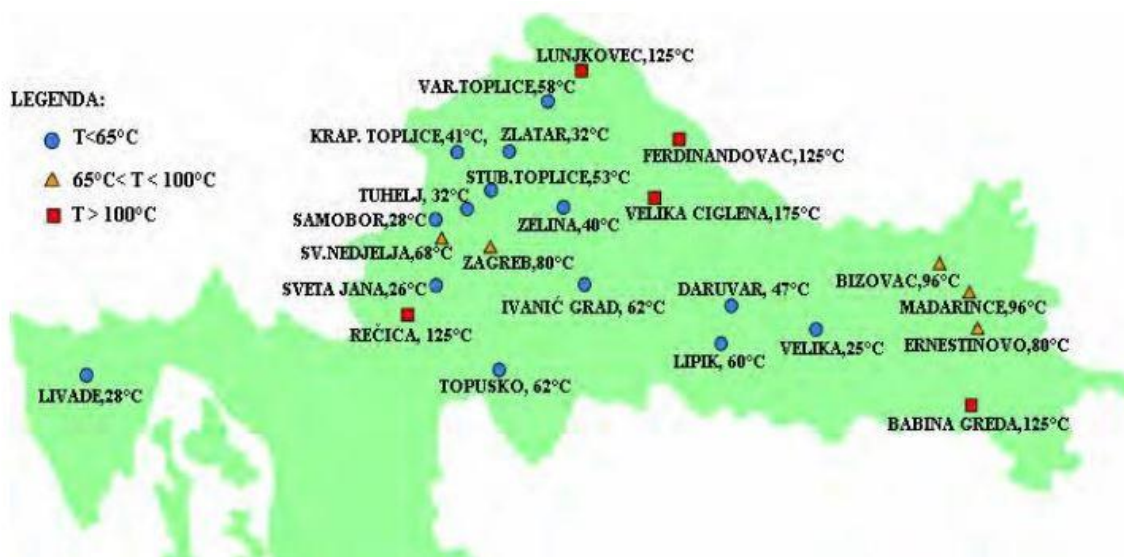 LUNJKOVEC,125°C
VAR.TOPLICE,58°C
LEGENDA:
T<65°C
65°C< T < 100°C
T > 100°C
KRAP. TOPLICE,41°C,
ZLATAR,32°C
FERDINANDOVAC,125°C
STUB.TOPLICE,53°C
TUHELJ, 32°C
SAMOBOR,28°C
ZELINA,40°C
VELIKA CIGLENA,175°C
SV.NEDJELJA,68°C
ZAGREB,80°C
BIZOVAC,96°C
SVETA JANA,26°C
IVANIĆ GRAD, 62°C
DARUVAR, 47°C
MADARINCE,96°C
REČICA, 125°C
LIPIK, 60°C
VELIKA,25°C
ERNESTINOVO,80°C
LIVADE,28°C
TOPUSKO, 62°C
BABINA GREDA,125°C